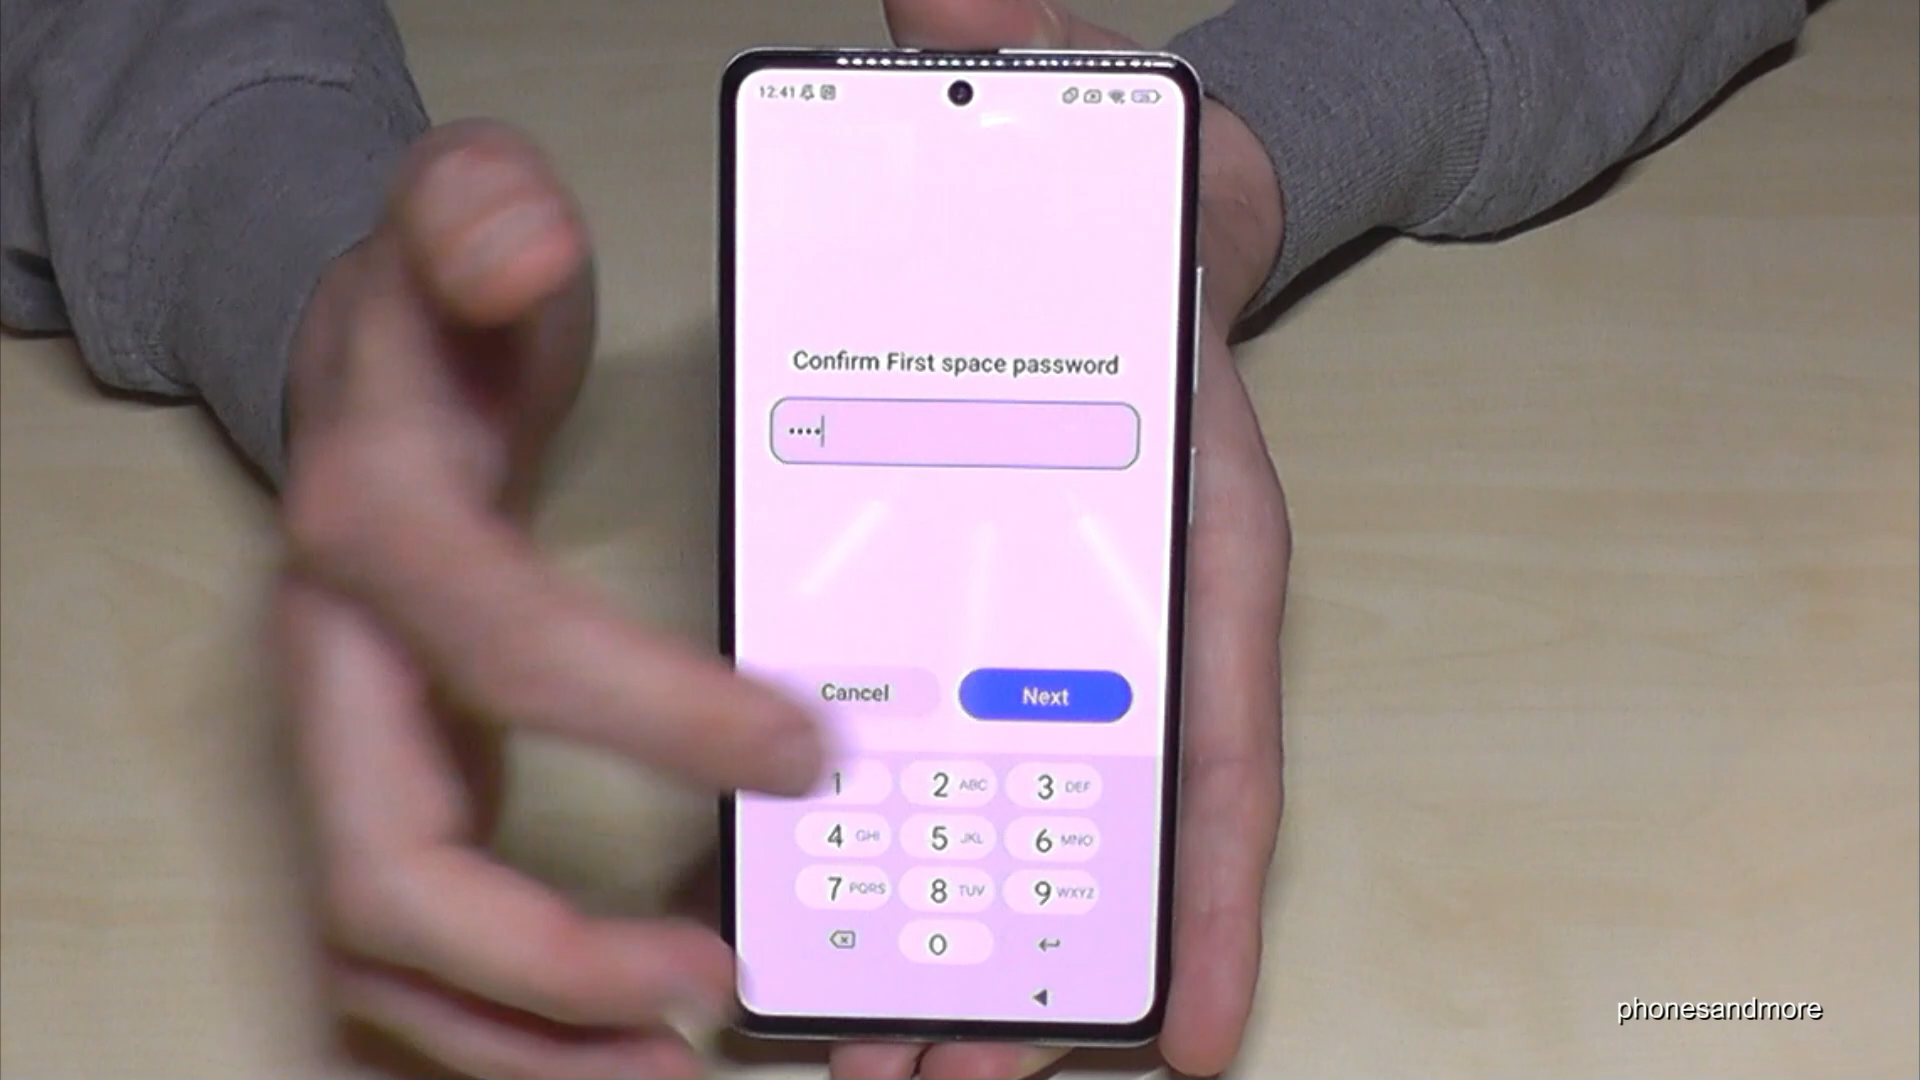 12:41
Confirm First space password
••••
Cancel
Next
1
2 ABC
3 DEF
4 GHI
5 JKL
6 MNO
7 PQRS
8 TUV
9 WXYZ
0
phonesandmore